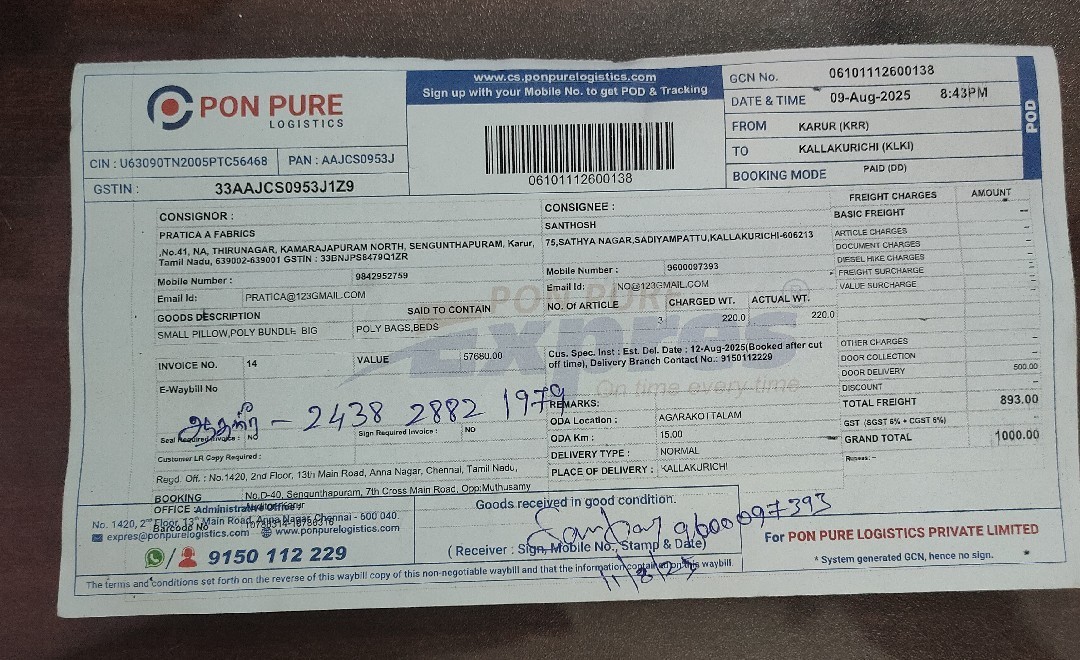 PON PURE
LOGISTICS
www.cs.ponpurelogistics.com
Sign up with your Mobile No. to get POD & Tracking
06101112600138
GCN No. 06101112600138
DATE & TIME 09-Aug-2025 8:43PM
FROM KARUR (KRR)
TO KALLAKURICHI (KLKI)
BOOKING MODE PAID (DD)
POD
CIN : U63090TN2005PTC56468 PAN : AAJCS0953J
GSTIN : 33AAJCS0953J1Z9
CONSIGNOR :
PRATICA A FABRICS
,No.41, NA, THIRUNAGAR, KAMARAJAPURAM NORTH, SENGUNTHAPURAM, Karur,
Tamil Nadu, 639002-639001 GSTIN : 33BNJPS8479Q1ZR
Mobile Number : 9842952759
Email Id: PRATICA@123GMAIL.COM
GOODS DESCRIPTION SAID TO CONTAIN
SMALL PILLOW,POLY BUNDLE BIG POLY BAGS,BEDS
INVOICE NO. 14 VALUE 57680.00
E-Waybill No
ஆதார் - 2438 2882 1979
Seal Required Invoice : NO Sign Required Invoice : NO
Customer LR Copy Required :
Regd. Off. : No.1420, 2nd Floor, 13th Main Road, Anna Nagar, Chennai, Tamil Nadu,
BOOKING OFFICE : No.D-40, Sengunthapuram, 7th Cross Main Road, Opp:Muthusamy
Barcode No
CONSIGNEE :
SANTHOSH
75,SATHYA NAGAR,SADIYAMPATTU,KALLAKURICHI-606213
Mobile Number : 9600097393
Email Id: NO@123GMAIL.COM
NO. Of ARTICLE CHARGED WT. ACTUAL WT.
3 220.0 220.0
PON PURE
Expres
On time every time
Cus. Spec. Inst : Est. Del. Date : 12-Aug-2025(Booked after cut
off time), Delivery Branch Contact No.: 9150112229
REMARKS:
ODA Location : AGARAKOTTALAM
ODA Km : 15.00
DELIVERY TYPE : NORMAL
PLACE OF DELIVERY : KALLAKURICHI
FREIGHT CHARGES AMOUNT
BASIC FREIGHT --
ARTICLE CHARGES
DOCUMENT CHARGES
DIESEL HIKE CHARGES
FREIGHT SURCHARGE
VALUE SURCHARGE
OTHER CHARGES
DOOR COLLECTION
DOOR DELIVERY 500.00
DISCOUNT
TOTAL FREIGHT 893.00
GST (SGST 6% + CGST 6%)
GRAND TOTAL 1000.00
Administrative Office :
No. 1420, 2nd Floor, 13th Main Road, Anna Nagar, Chennai - 600 040.
expres@ponpurelogistics.com www.ponpurelogistics.com
9150 112 229
Goods received in good condition.
9600097393
( Receiver : Sign, Mobile No., Stamp & Date)
11/8/25
For PON PURE LOGISTICS PRIVATE LIMITED
* System generated GCN, hence no sign.
The terms and conditions set forth on the reverse of this waybill copy of this non-negotiable waybill and that the information contained on this waybill